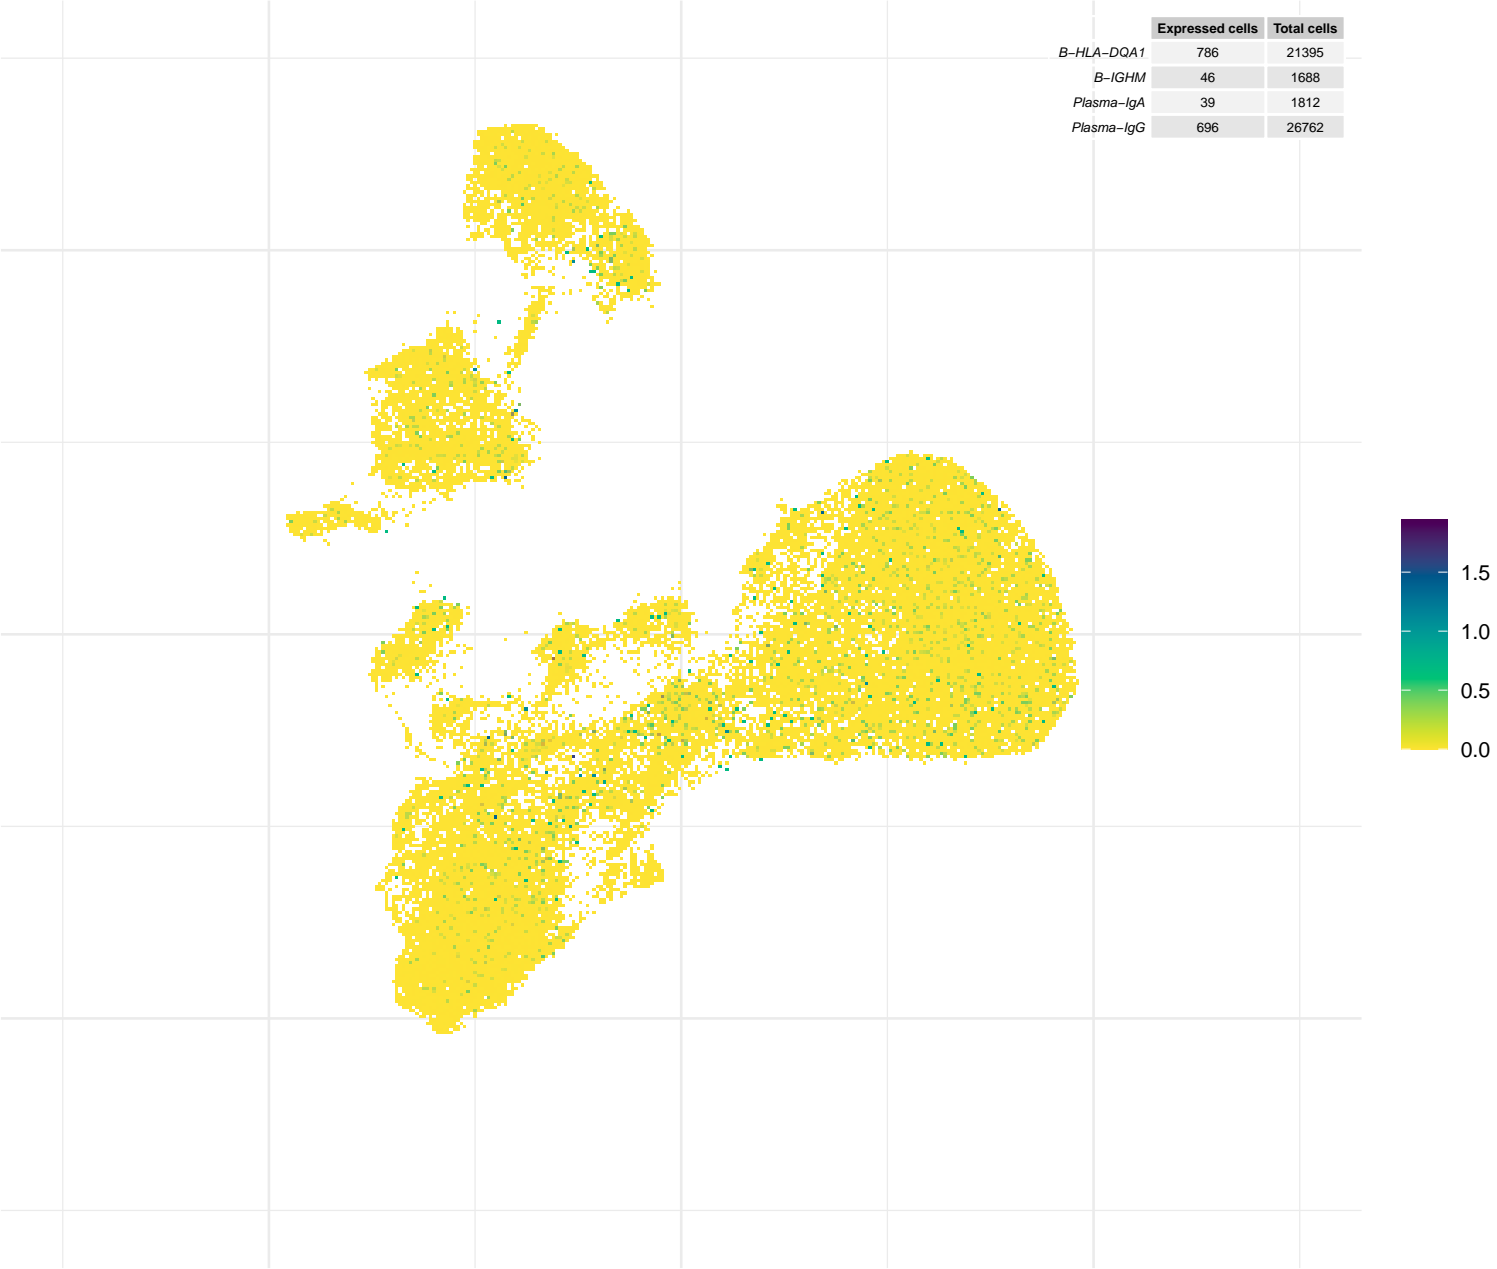 Expressed cells Total cells
B−HLA−DQA1 786 21395
B−IGHM 46 1688
Plasma−IgA 39 1812
Plasma−IgG 696 26762
1.5
1.0
0.5
0.0